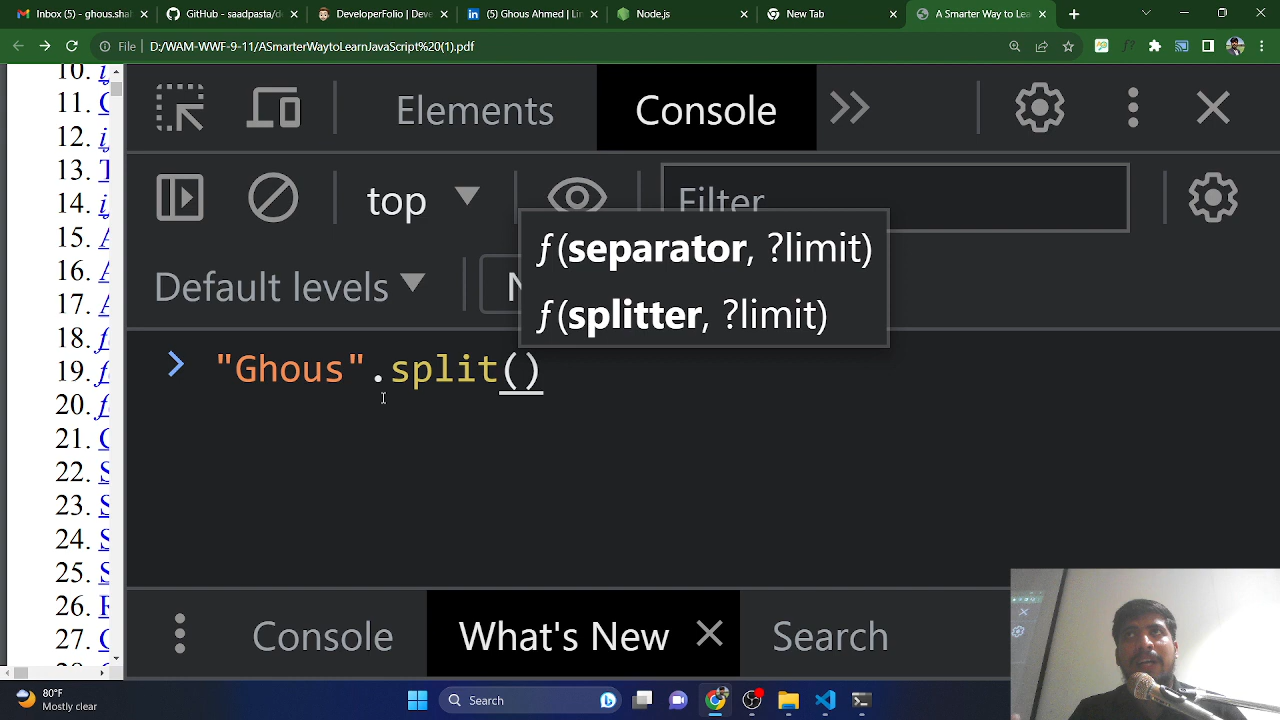 Inbox (5) - ghous.sha
GitHub - saadpasta/d
DeveloperFolio | Deve
(5) Ghous Ahmed | Lin
Node.js
New Tab
A Smarter Way to Lea
File D:/WAM-WWF-9-11/ASmarterWaytoLearnJavaScript%20(1).pdf
10.
11. C
12.
13. T
14.
15. A
16. A
17. A
18. f
19. f
20. f
21. C
22. S
23. S
24. S
25. S
26. R
27. C
Elements Console
top Filter
Default levels N
ƒ(separator, ?limit)
ƒ(splitter, ?limit)
> "Ghous".split()
Console What's New Search
80°F
Mostly clear
Search